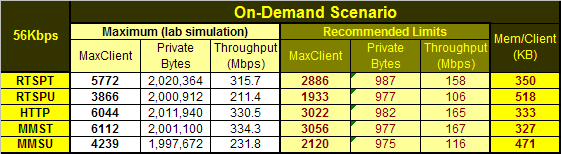 On-Demand Scenario
56Kbps
Maximum (lab simulation) Recommended Limits Mem/Client (KB)
MaxClient Private Bytes Throughput (Mbps) MaxClient Private Bytes Throughput (Mbps)
RTSPT 5772 2,020,364 315.7 2886 987 158 350
RTSPU 3866 2,000,912 211.4 1933 977 106 518
HTTP 6044 2,011,940 330.5 3022 982 165 333
MMST 6112 2,001,100 334.3 3056 977 167 327
MMSU 4239 1,997,672 231.8 2120 975 116 471